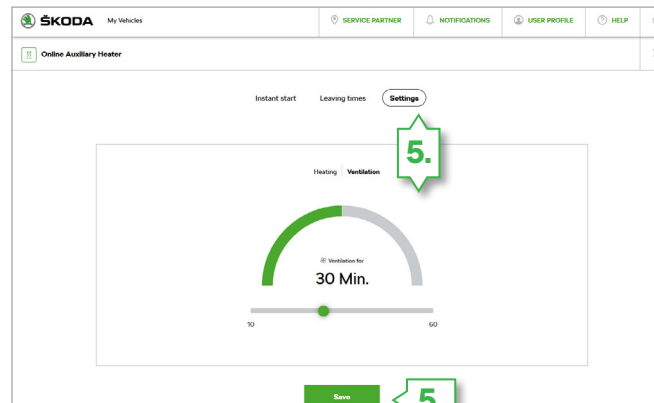 ŠKODA My Vehicles SERVICE PARTNER NOTIFICATIONS USER PROFILE HELP
Online Auxiliary Heater
Instant start Leaving times Settings
5.
Heating Ventilation
Ventilation for
30 Min.
10 60
Save
5